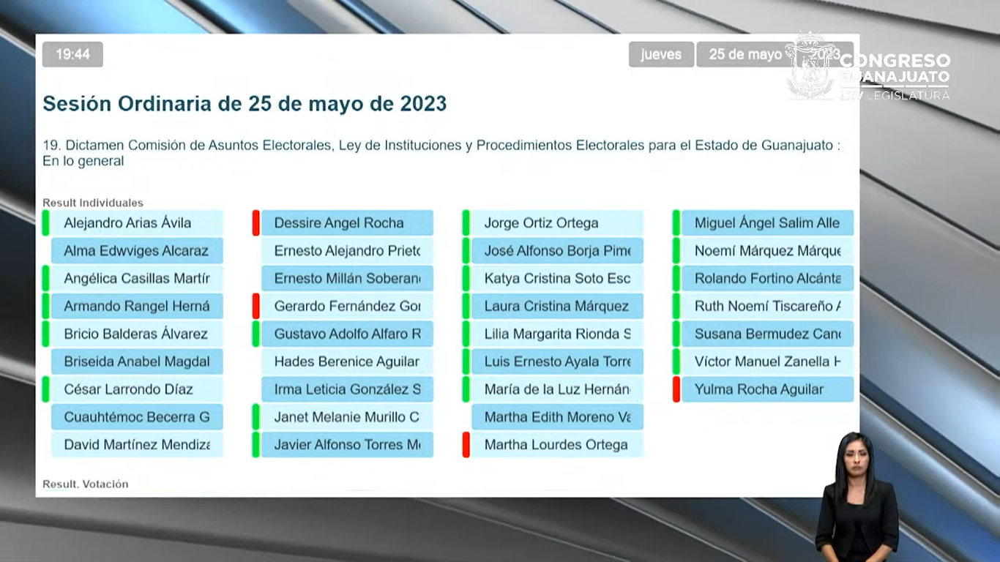 19:44
jueves
25 de mayo
2023
CONGRESO
GUANAJUATO
LXV LEGISLATURA
Sesión Ordinaria de 25 de mayo de 2023
19. Dictamen Comisión de Asuntos Electorales, Ley de Instituciones y Procedimientos Electorales para el Estado de Guanajuato :
En lo general
Result Individuales
Alejandro Arias Ávila
Alma Edwviges Alcaraz
Angélica Casillas Martír
Armando Rangel Herná
Bricio Balderas Álvarez
Briseida Anabel Magdal
César Larrondo Díaz
Cuauhtémoc Becerra G
David Martínez Mendiza
Dessire Angel Rocha
Ernesto Alejandro Prieto
Ernesto Millán Soberan
Gerardo Fernández Gor
Gustavo Adolfo Alfaro R
Hades Berenice Aguilar
Irma Leticia González S
Janet Melanie Murillo C
Javier Alfonso Torres Me
Jorge Ortiz Ortega
José Alfonso Borja Pime
Katya Cristina Soto Esc
Laura Cristina Márquez
Lilia Margarita Rionda S
Luis Ernesto Ayala Torre
María de la Luz Hernán
Martha Edith Moreno Va
Martha Lourdes Ortega
Miguel Ángel Salim Alle
Noemí Márquez Márque
Rolando Fortino Alcánta
Ruth Noemí Tiscareño A
Susana Bermudez Cano
Víctor Manuel Zanella H
Yulma Rocha Aguilar
Result. Votación